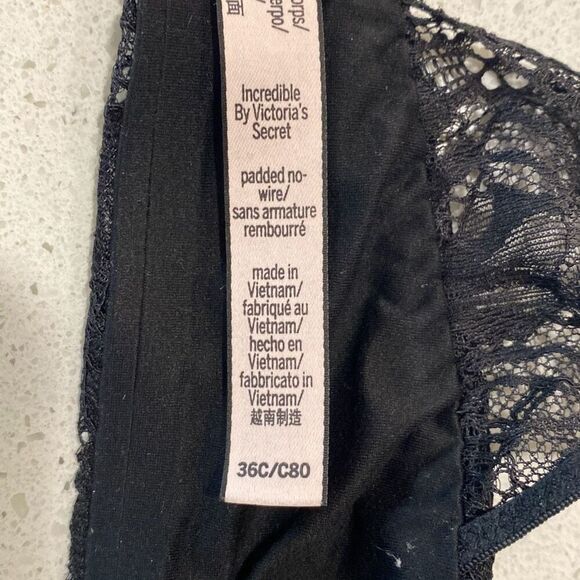 Incredible
By Victoria's
Secret
padded no-
wire/
sans armature
rembourré
made in
Vietnam/
fabriqué au
Vietnam/
hecho en
Vietnam/
fabbricato in
Vietnam/
越南制造
36C/C80